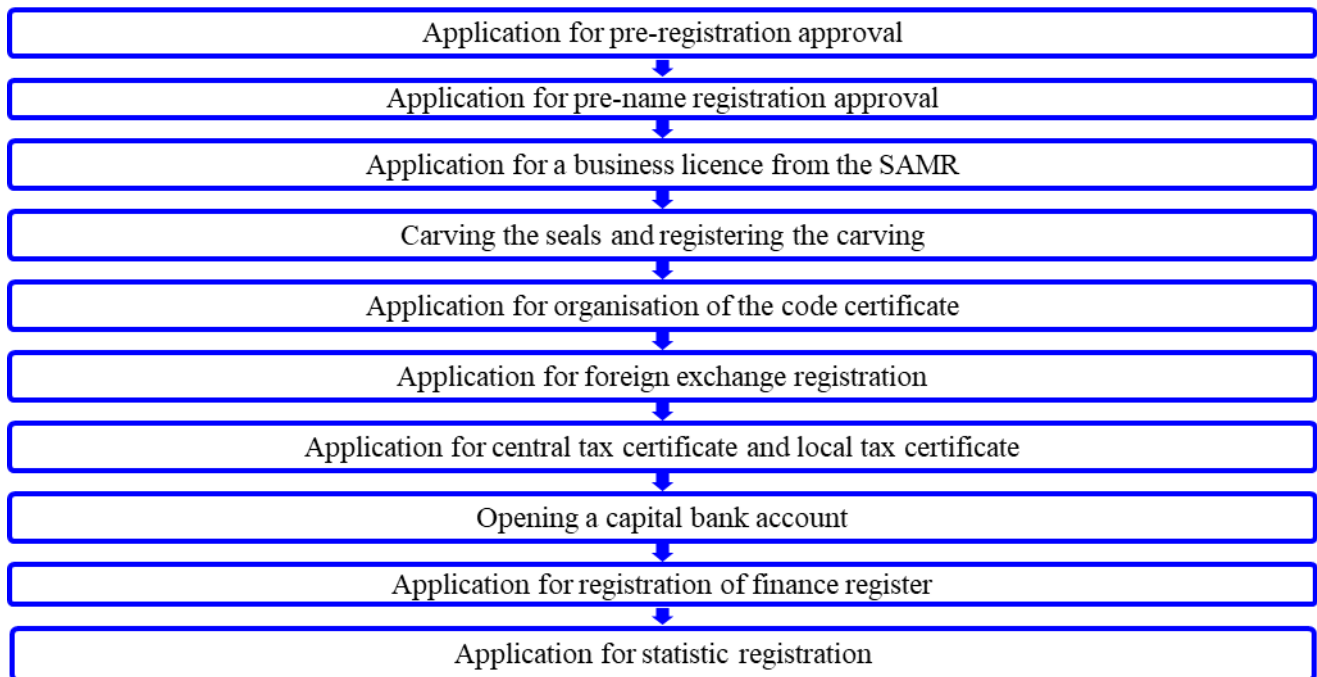 Application for pre-registration approval
Application for pre-name registration approval
Application for a business licence from the SAMR
Carving the seals and registering the carving
Application for organisation of the code certificate
Application for foreign exchange registration
Application for central tax certificate and local tax certificate
Opening a capital bank account
Application for registration of finance register
Application for statistic registration